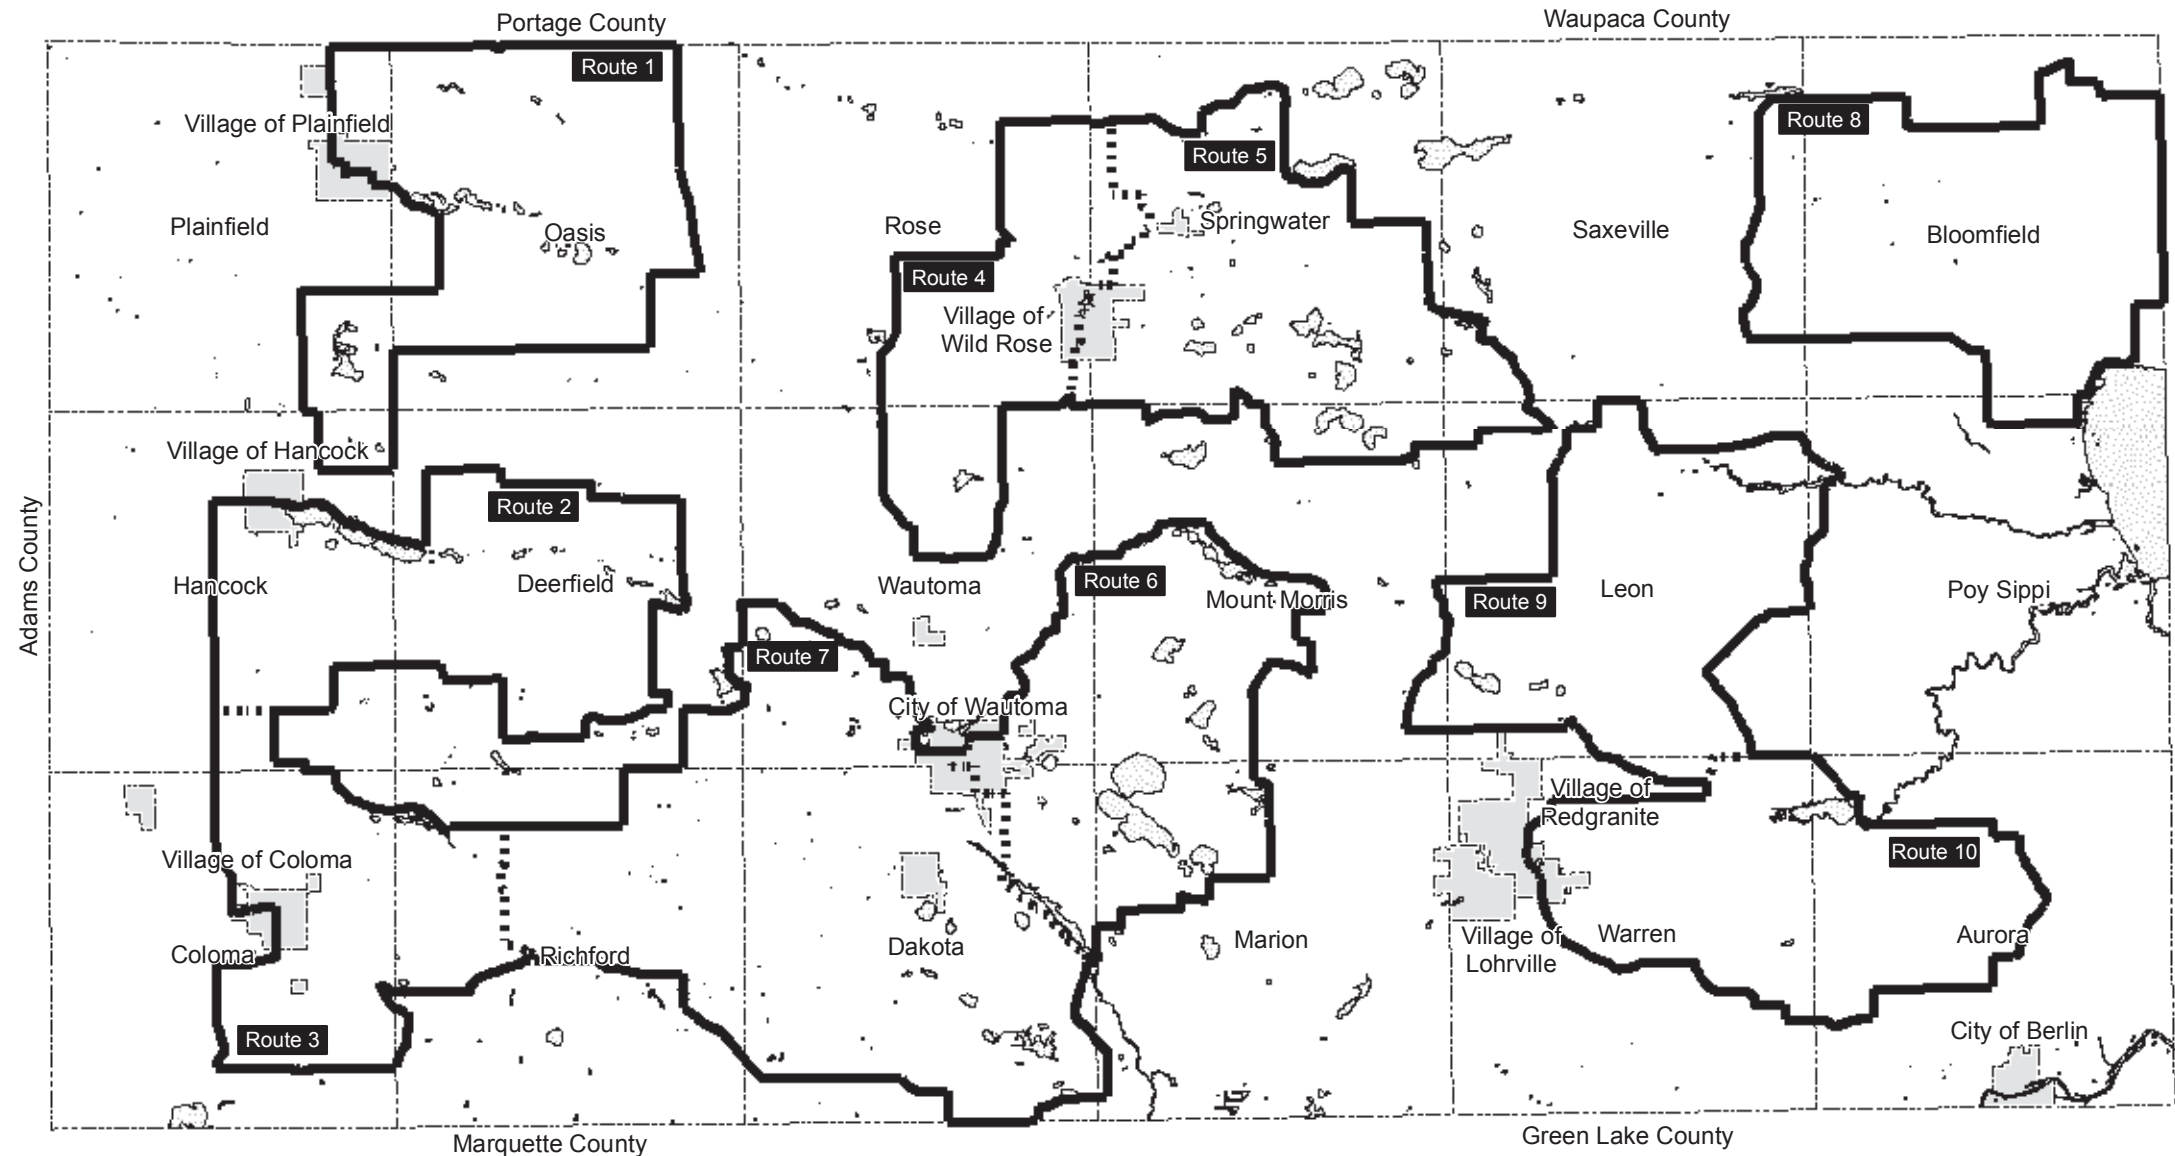 Portage County
Waupaca County
Route 1
Route 8
Village of Plainfield
Route 5
Plainfield
Oasis
Rose
Springwater
Saxeville
Bloomfield
Route 4
Village of
Wild Rose
Village of Hancock
Route 2
Adams County
Hancock
Deerfield
Wautoma
Route 6
Mount Morris
Route 9
Leon
Poy Sippi
Route 7
City of Wautoma
Village of
Redgranite
Village of Coloma
Route 10
Coloma
Richford
Dakota
Marion
Village of
Lohrville
Warren
Aurora
Route 3
City of Berlin
Marquette County
Green Lake County